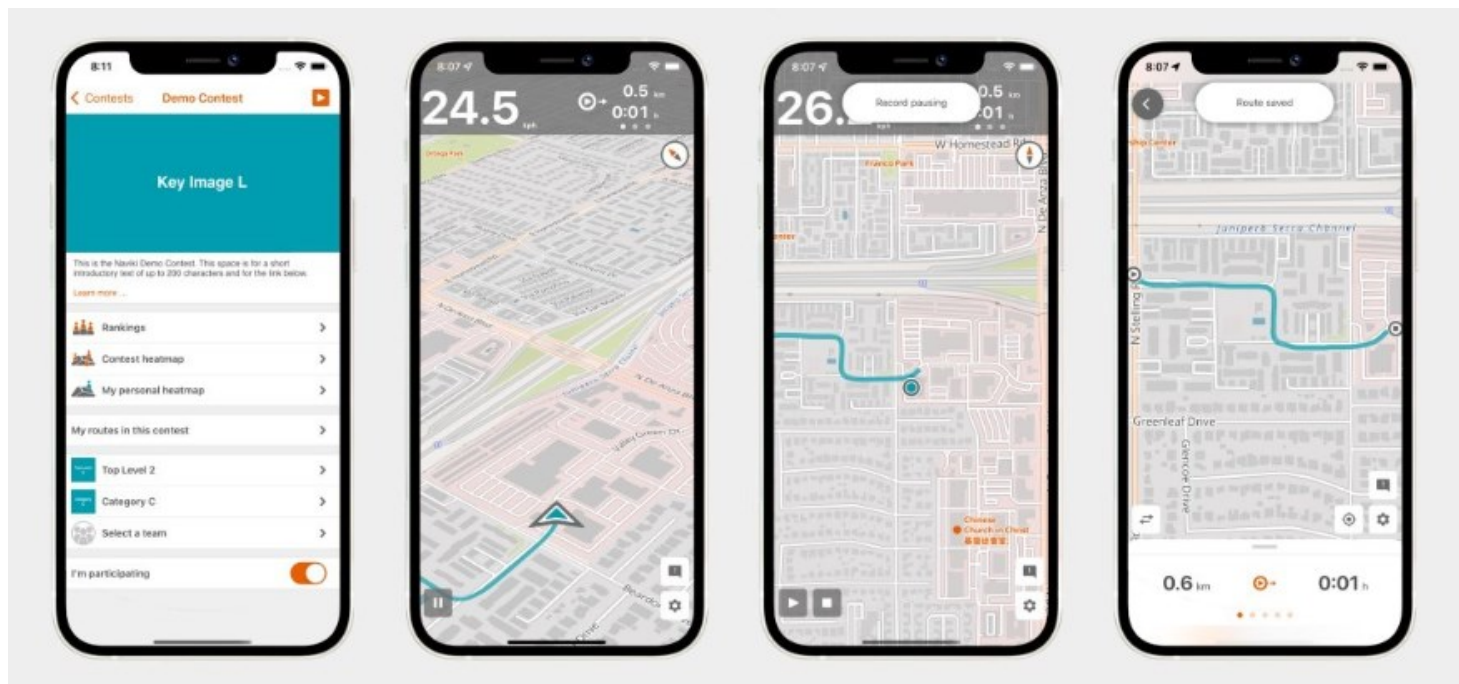 8:11
Contests
Demo Contest
Key Image L
This is the Naviki Demo Contest. This space is for a short
introductory text of up to 200 characters and for the link below.
Learn more ...
Rankings
Contest heatmap
My personal heatmap
My routes in this contest
Top Level 2
Category C
Select a team
I'm participating
8:07
24.5 kph
0.5 km
0:01 h
Ortega Park
N De Anza Blvd
Valley Green Dr
8:07
26.
kph
Record pausing
0.5 km
:01 h
W Homestead Rd
Franco Park
N De Anza Blvd
Chinese
Church in Christ
8:07
Route saved
Junipero Serra Channel
N Stelling
Greenleaf Drive
Glencoe Drive
0.6 km
0:01 h